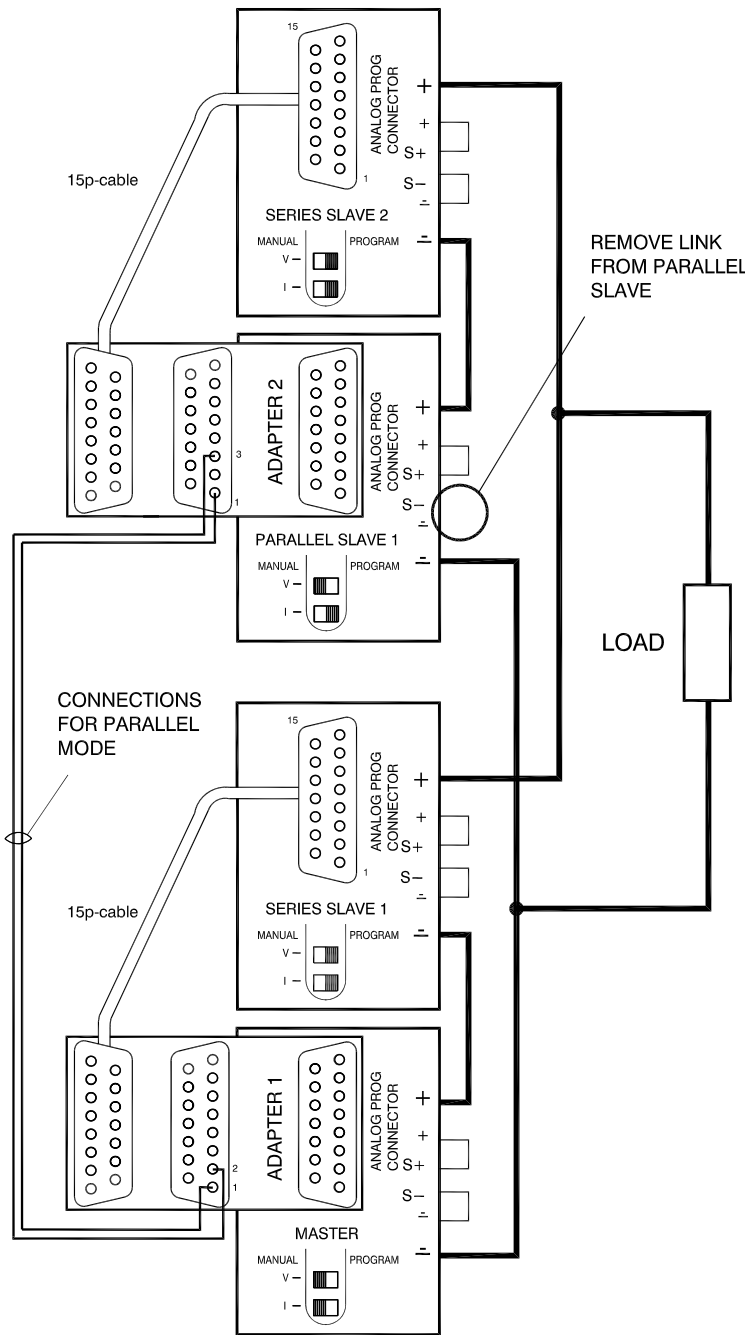 15
ANALOG PROG
CONNECTOR
+
+
S+
S−
−
−
1
15p-cable
SERIES SLAVE 2
MANUAL
PROGRAM
V −
I −
REMOVE LINK
FROM PARALLEL
SLAVE
ADAPTER 2
3
1
ANALOG PROG
CONNECTOR
+
+
S+
S−
−
−
PARALLEL SLAVE 1
MANUAL
PROGRAM
V −
I −
LOAD
CONNECTIONS
FOR PARALLEL
MODE
15
ANALOG PROG
CONNECTOR
+
+
S+
S−
−
−
1
15p-cable
SERIES SLAVE 1
MANUAL
PROGRAM
V −
I −
ADAPTER 1
2
1
ANALOG PROG
CONNECTOR
+
+
S+
S−
−
−
MASTER
MANUAL
PROGRAM
V −
I −